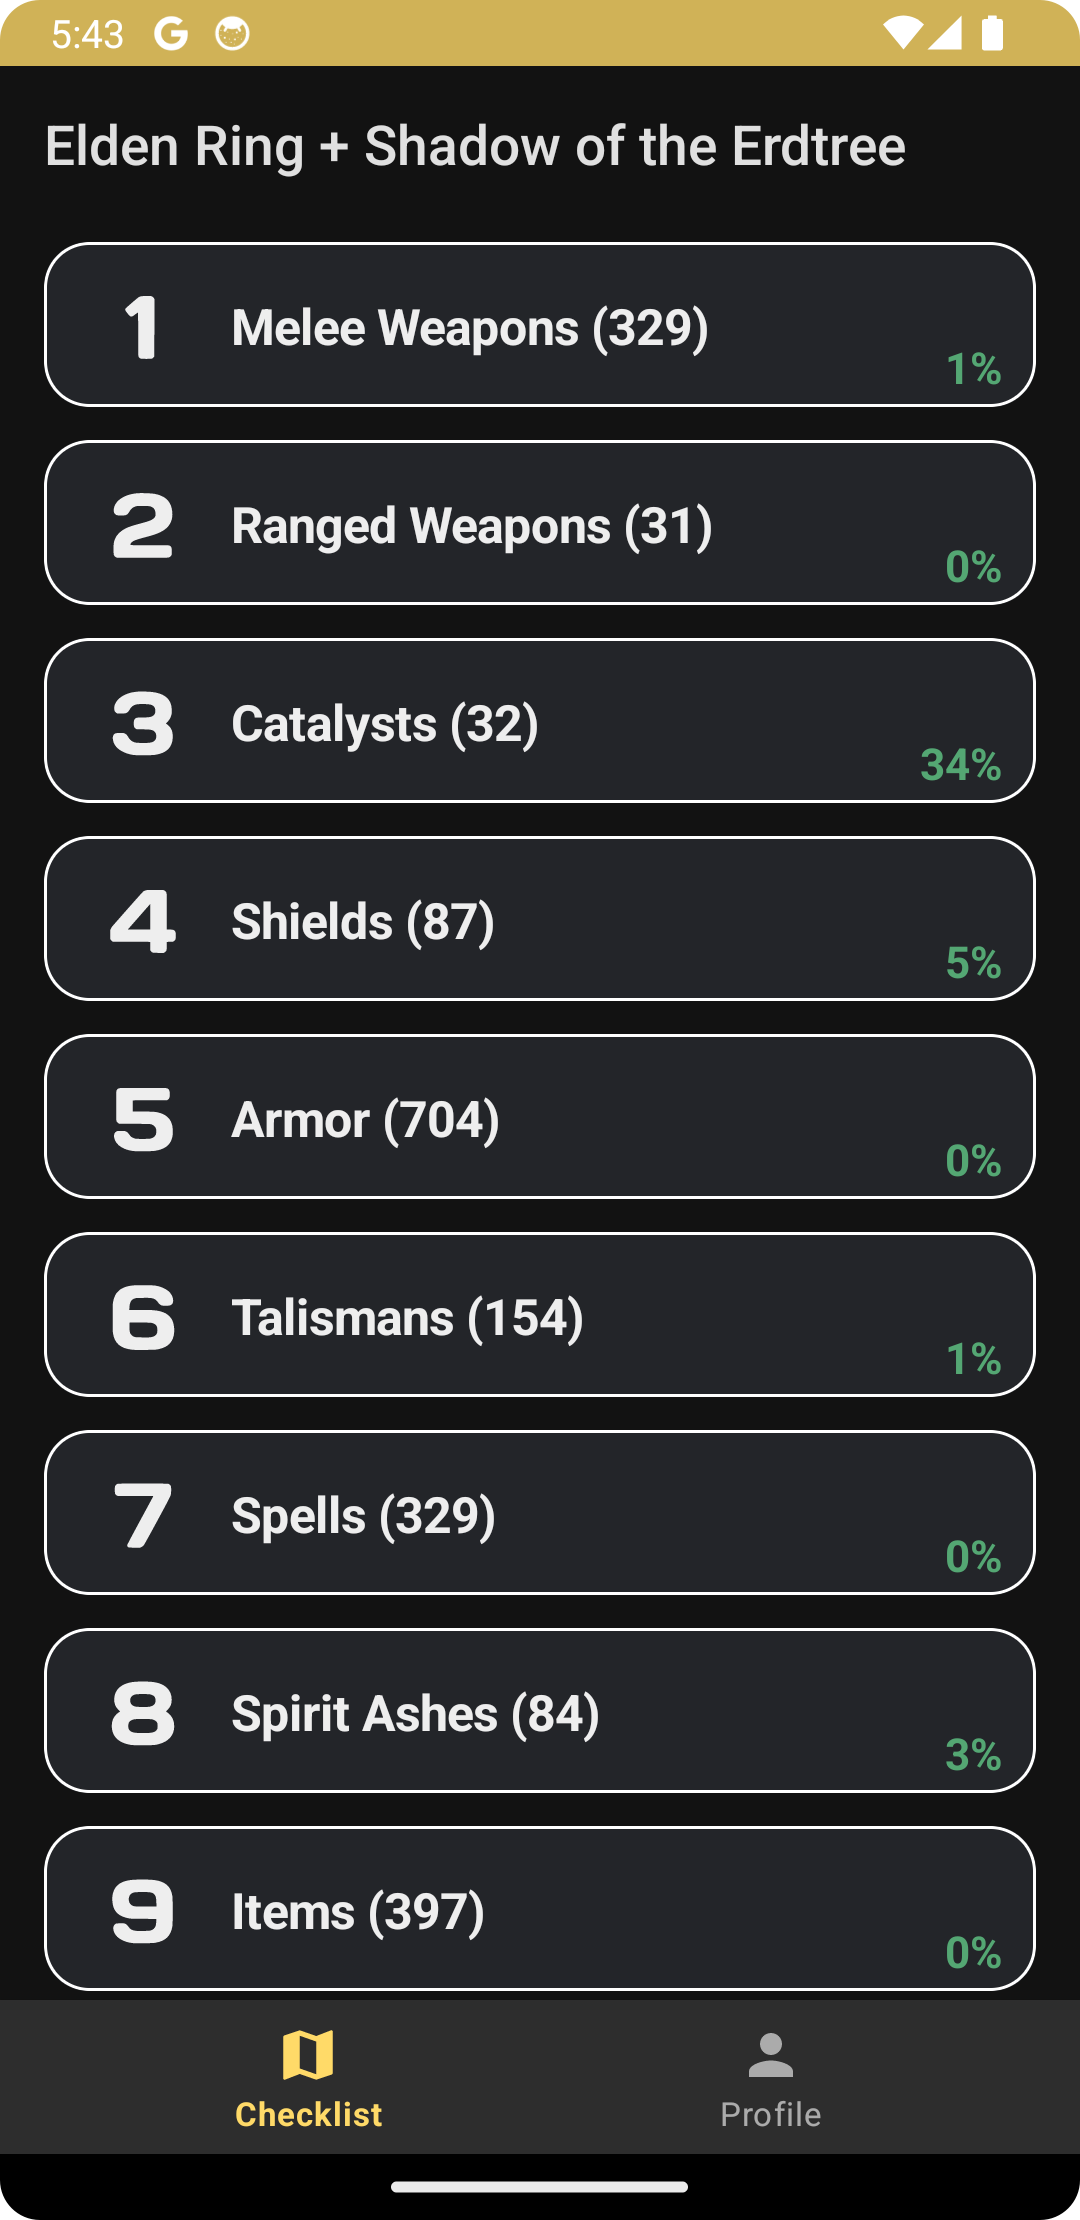 5:43
Elden Ring + Shadow of the Erdtree
1 Melee Weapons (329)
1%
2 Ranged Weapons (31)
0%
3 Catalysts (32)
34%
4 Shields (87)
5%
5 Armor (704)
0%
6 Talismans (154)
1%
7 Spells (329)
0%
8 Spirit Ashes (84)
3%
9 Items (397)
0%
Checklist Profile